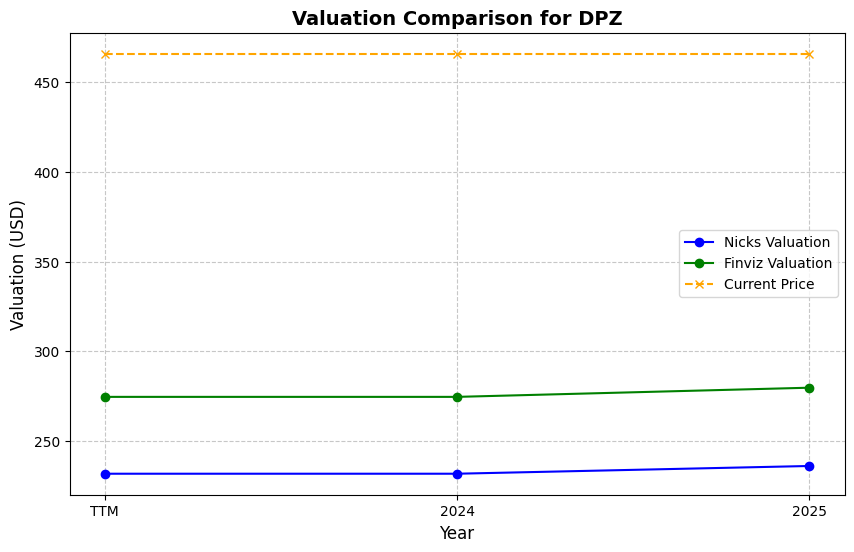 Valuation Comparison for DPZ
Valuation (USD)
450
400
350
300
250
Nicks Valuation
Finviz Valuation
Current Price
TTM
2024
2025
Year